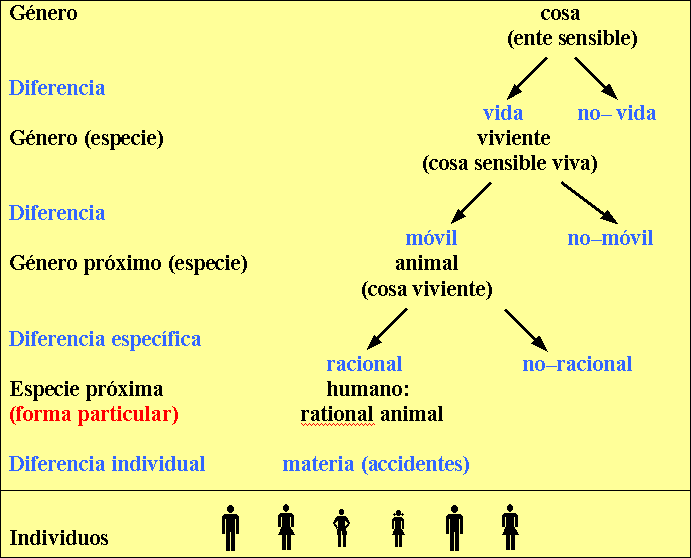 Género cosa
(ente sensible)
Diferencia
vida no– vida
Género (especie) viviente
(cosa sensible viva)
Diferencia
móvil no–móvil
Género próximo (especie) animal
(cosa viviente)
Diferencia específica
racional no–racional
Especie próxima humano:
(forma particular) rational animal
Diferencia individual materia (accidentes)
Individuos